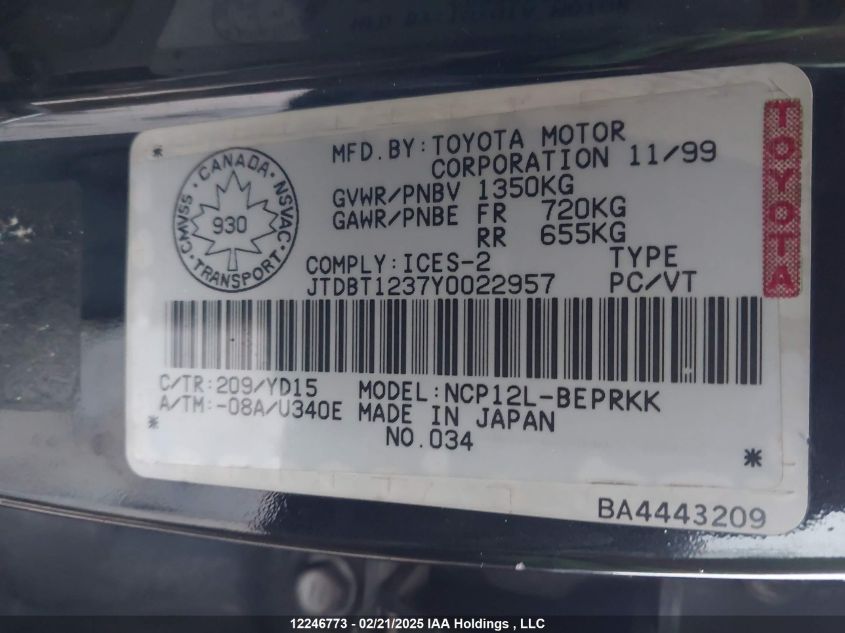 MFD.BY:TOYOTA MOTOR
CORPORATION 11/99
GVWR/PNBV 1350KG
GAWR/PNBE FR 720KG
RR 655KG
COMPLY:ICES-2 TYPE
JTDBT1237Y0022957 PC/VT
CANADA · NSVAC · TRANSPORT · CMVSS ·
930
TOYOTA
C/TR:209/YD15 MODEL:NCP12L-BEPRKK
A/TM:-08A/U340E MADE IN JAPAN
NO.034
BA4443209
12246773 - 02/21/2025 IAA Holdings , LLC